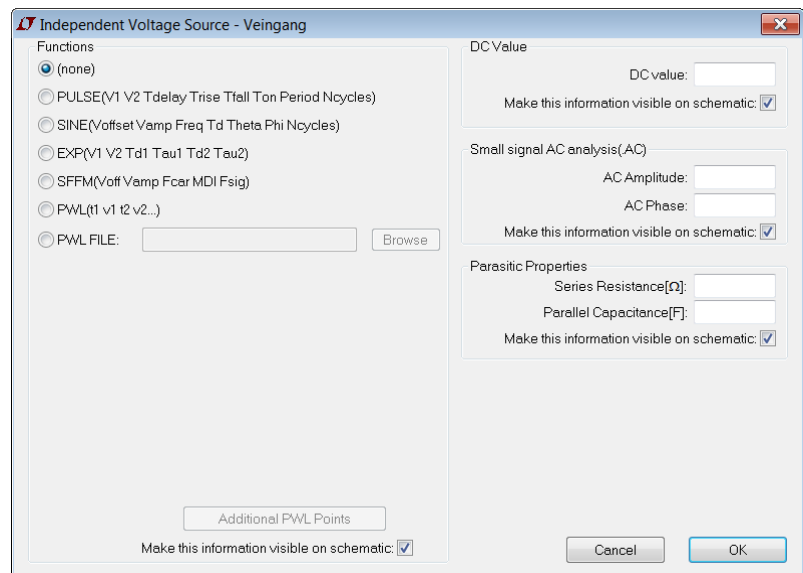 Independent Voltage Source - Veingang
Functions
(none)
PULSE(V1 V2 Tdelay Trise Tfall Ton Period Ncycles)
SINE(Voffset Vamp Freq Td Theta Phi Ncycles)
EXP(V1 V2 Td1 Tau1 Td2 Tau2)
SFFM(Voff Vamp Fcar MDI Fsig)
PWL(t1 v1 t2 v2...)
PWL FILE:
Browse
Additional PWL Points
Make this information visible on schematic:
DC Value
DC value:
Make this information visible on schematic:
Small signal AC analysis(.AC)
AC Amplitude:
AC Phase:
Make this information visible on schematic:
Parasitic Properties
Series Resistance[Ω]:
Parallel Capacitance[F]:
Make this information visible on schematic:
Cancel
OK